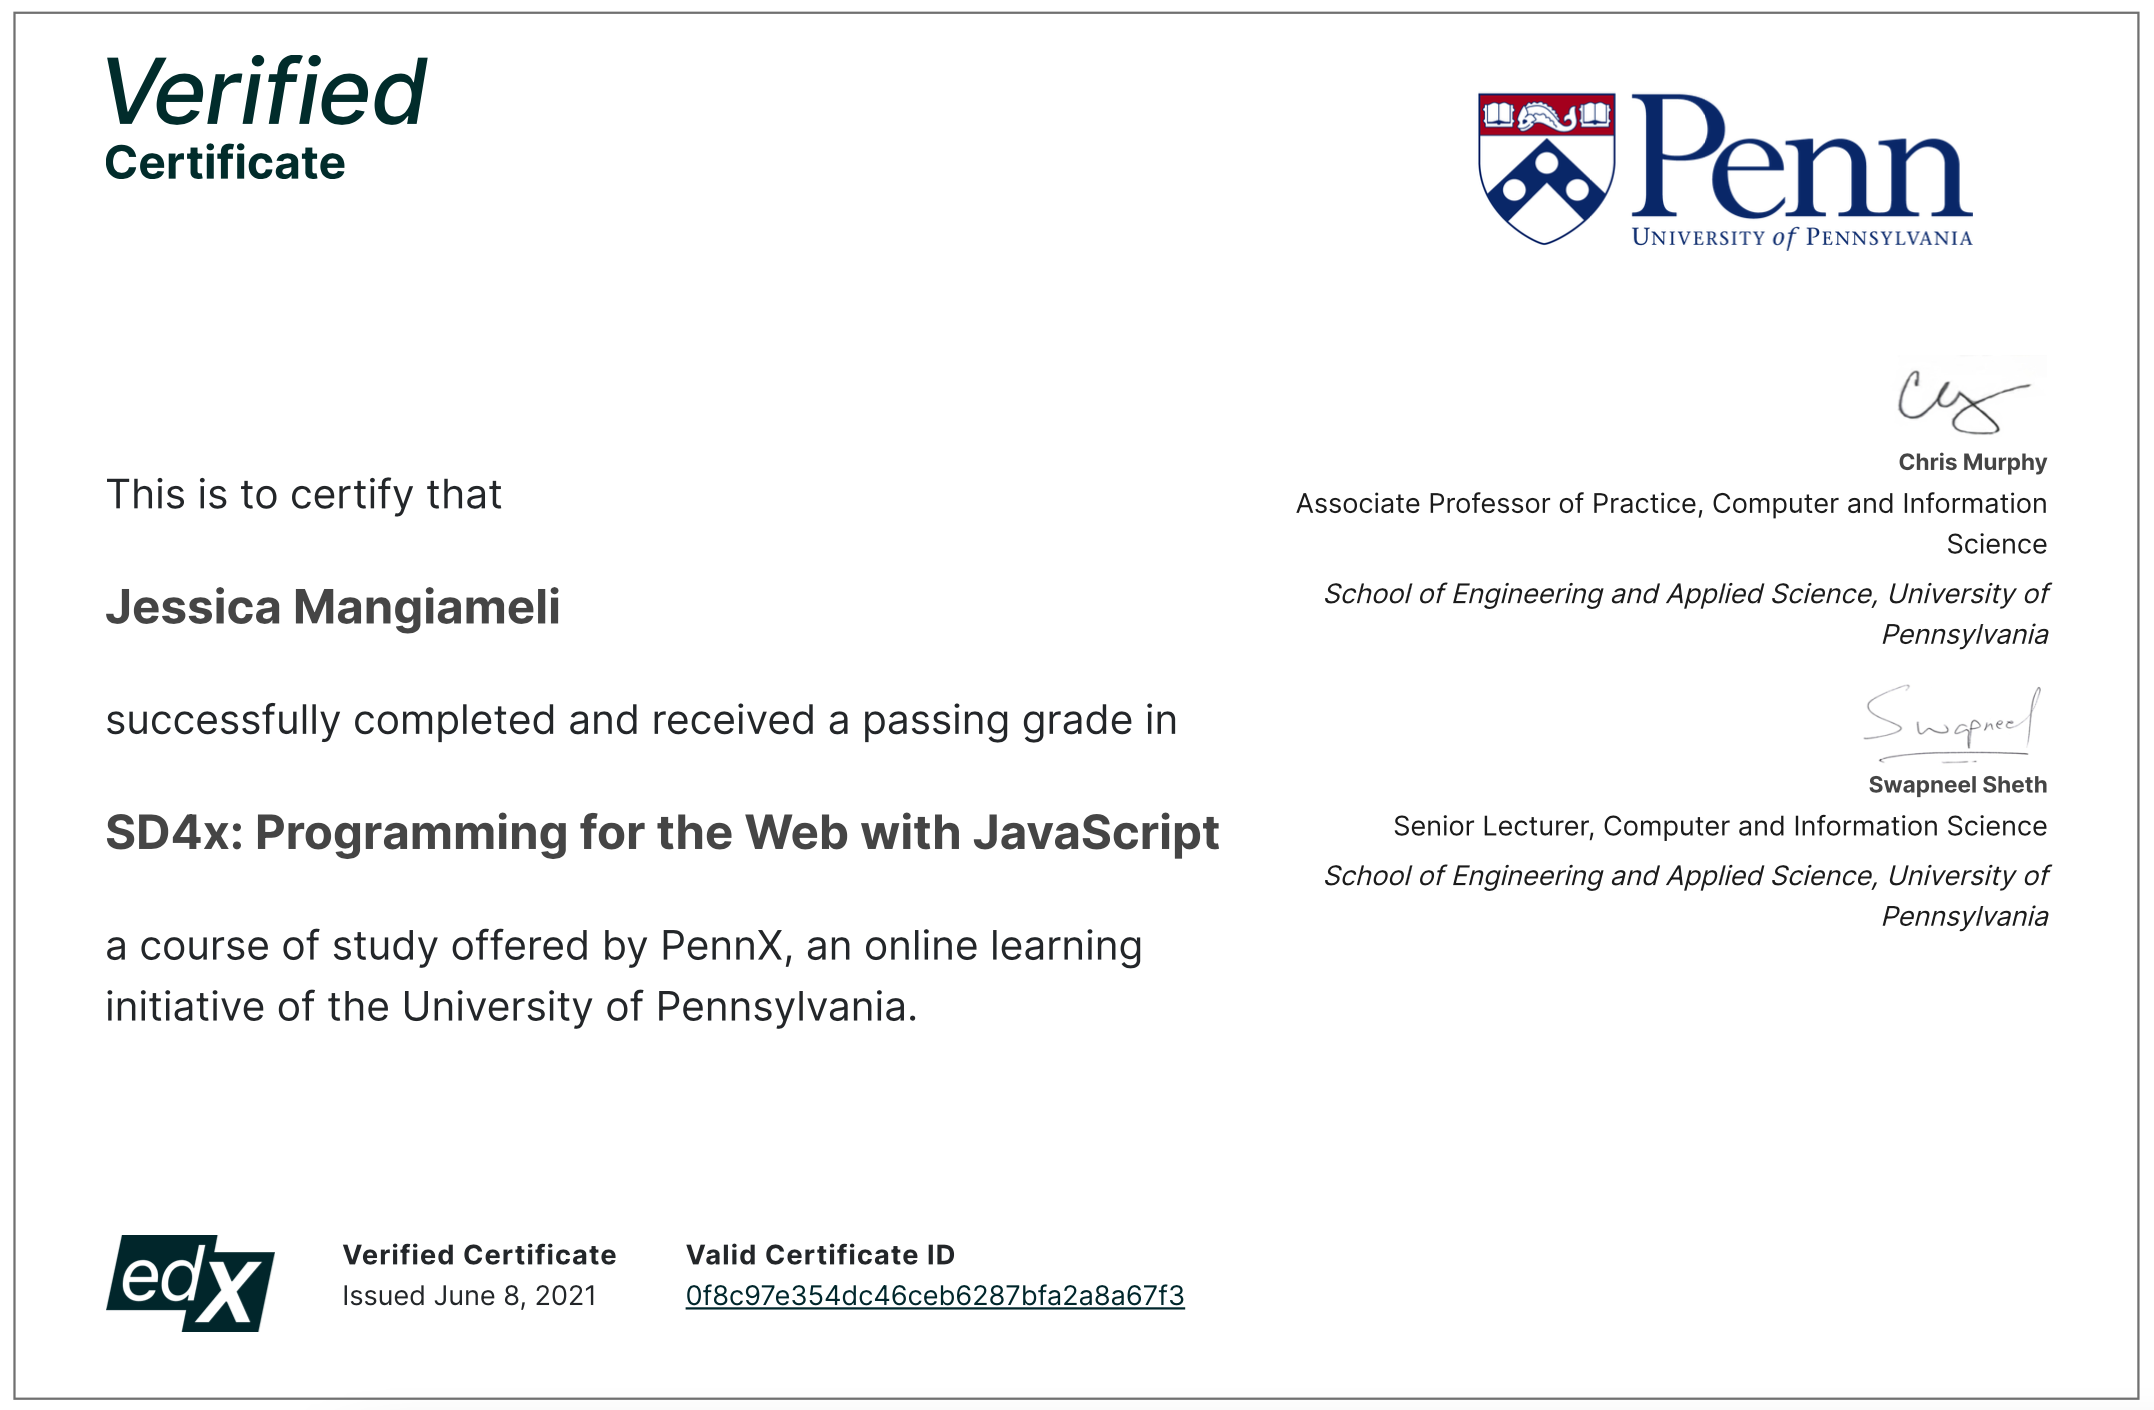 Verified
Certificate
Penn
UNIVERSITY of PENNSYLVANIA
This is to certify that
Jessica Mangiameli
successfully completed and received a passing grade in
SD4x: Programming for the Web with JavaScript
a course of study offered by PennX, an online learning
initiative of the University of Pennsylvania.
Chris Murphy
Associate Professor of Practice, Computer and Information
Science
School of Engineering and Applied Science, University of
Pennsylvania
Swapneel
Swapneel Sheth
Senior Lecturer, Computer and Information Science
School of Engineering and Applied Science, University of
Pennsylvania
edX
Verified Certificate
Issued June 8, 2021
Valid Certificate ID
0f8c97e354dc46ceb6287bfa2a8a67f3